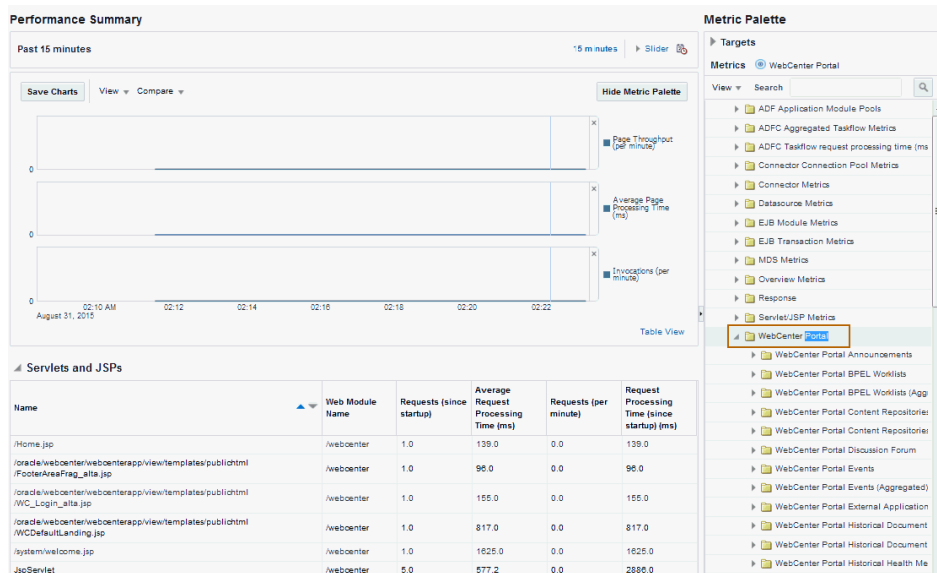 Performance Summary
Past 15 minutes
15 minutes
Slider
Save Charts
View
Compare
Hide Metric Palette
0
Page Throughput
(per minute)
0
Average Page
Processing Time
(ms)
0
Invocations (per
minute)
02:10 AM
02:12
02:14
02:16
02:18
02:20
02:22
August 31, 2015
Table View
Servlets and JSPs
Name
Web Module
Name
Requests (since
startup)
Average
Request
Processing
Time (ms)
Requests (per
minute)
Request
Processing
Time (since
startup) (ms)
/Home.jsp
/webcenter
1.0
139.0
0.0
139.0
/oracle/webcenter/webcenterapp/view/templates/publichtml
/FooterAreaFrag_alta.jsp
/webcenter
1.0
96.0
0.0
96.0
/oracle/webcenter/webcenterapp/view/templates/publichtml
/WC_Login_alta.jsp
/webcenter
1.0
155.0
0.0
155.0
/oracle/webcenter/webcenterapp/view/templates/publichtml
/WCDefaultLanding.jsp
/webcenter
1.0
817.0
0.0
817.0
/system/welcome.jsp
/webcenter
1.0
1625.0
0.0
1625.0
JspServlet
/webcenter
5.0
577.2
0.0
2886.0
Metric Palette
Targets
Metrics
WebCenter Portal
View
Search
ADF Application Module Pools
ADFC Aggregated Taskflow Metrics
ADFC Taskflow request processing time (ms
Connector Connection Pool Metrics
Connector Metrics
Datasource Metrics
EJB Module Metrics
EJB Transaction Metrics
MDS Metrics
Overview Metrics
Response
Servlet/JSP Metrics
WebCenter Portal
WebCenter Portal Announcements
WebCenter Portal BPEL Worklists
WebCenter Portal BPEL Worklists (Agg
WebCenter Portal Content Repositories
WebCenter Portal Content Repositories
WebCenter Portal Discussion Forum
WebCenter Portal Events
WebCenter Portal Events (Aggregated)
WebCenter Portal External Application
WebCenter Portal Historical Document
WebCenter Portal Historical Document
WebCenter Portal Historical Health Me